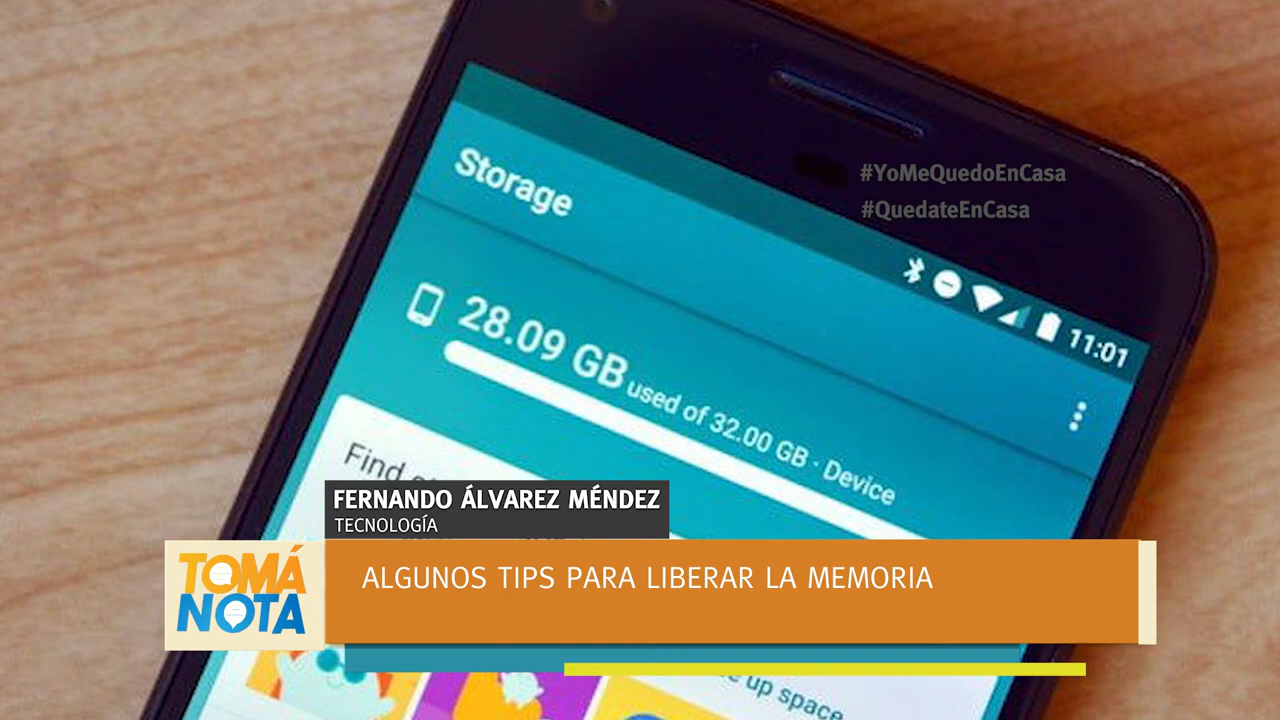 #YoMeQuedoEnCasa
#QuedateEnCasa
Storage
11:01
28.09 GB used of 32.00 GB · Device
Find
FERNANDO ÁLVAREZ MÉNDEZ
TECNOLOGÍA
TOMÁ
NOTA
ALGUNOS TIPS PARA LIBERAR LA MEMORIA
up space